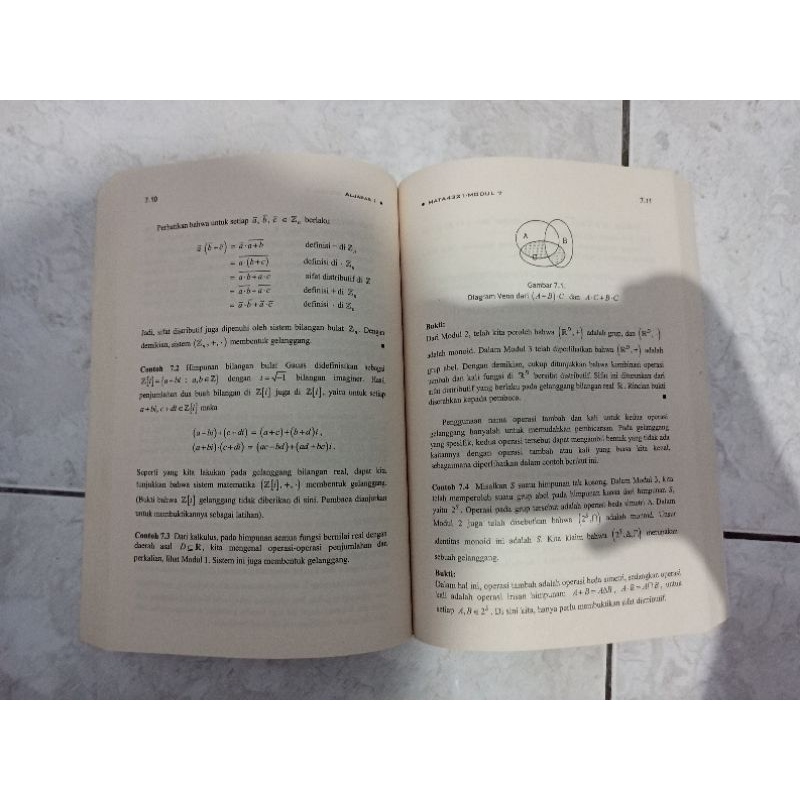 7.10 ALJABAR I •
Perhatikan bahwa untuk setiap a̅, b̅, c̅ ∈ ℤₙ berlaku
a̅ (b̅+c̅) = a̅·a+b definisi + di ℤₙ
= a·(b+c) definisi · di ℤₙ
= a·b+a·c sifat distributif di ℤ
= a·b+a·c definisi + di ℤₙ
= a̅·b̅+a̅·c̅ definisi · di ℤₙ
Jadi, sifat distributif juga dipenuhi oleh sistem bilangan bulat ℤₙ. Dengan
demikian, sistem (ℤₙ, +, ·) membentuk gelanggang.
Contoh 7.2 Himpunan bilangan bulat Gauss didefinisikan sebagai
ℤ[i]={a+bi : a,b∈ℤ} dengan i=√-1 bilangan imaginer. Hasil
penjumlahan dua buah bilangan di ℤ[i] juga di ℤ[i], yaitu untuk setiap
a+bi, c+di∈ℤ[i] maka
(a+bi)+(c+di) = (a+c)+(b+d)i,
(a+bi)·(c+di) = (ac-bd)+(ad+bc)i.
Seperti yang kita lakukan pada gelanggang bilangan real, dapat kita
tunjukkan bahwa sistem matematika (ℤ[i],+,·) membentuk gelanggang.
(Bukti bahwa ℤ[i] gelanggang tidak diberikan di sini. Pembaca dianjurkan
untuk membuktikannya sebagai latihan).
Contoh 7.3 Dari kalkulus, pada himpunan semua fungsi bernilai real dengan
daerah asal D⊆ℝ, kita mengenal operasi-operasi penjumlahan dan
perkalian, lihat Modul 1. Sistem ini juga membentuk gelanggang.
• MATA4321/MODUL 7 7.11
A B
C
Gambar 7.1.
Diagram Venn dari (A+B)·C dan A·C+B·C
Bukti:
Dari Modul 2, telah kita peroleh bahwa (ℝᴰ,+) adalah grup, dan (ℝᴰ,·)
adalah monoid. Dalam Modul 3 telah diperlihatkan bahwa (ℝᴰ,+) adalah
grup abel. Dengan demikian, cukup ditunjukkan bahwa kombinasi operasi
tambah dan kali fungsi di ℝᴰ bersifat distributif. Sifat ini diturunkan dari
sifat distributif yang berlaku pada gelanggang bilangan real ℝ. Rincian bukti
diserahkan kepada pembaca.
Penggunaan nama operasi tambah dan kali untuk kedua operasi
gelanggang hanyalah untuk memudahkan pembicaraan. Pada gelanggang
yang spesifik, kedua operasi tersebut dapat mengambil bentuk yang tidak ada
kaitannya dengan operasi tambah atau kali yang biasa kita kenal,
sebagaimana diperlihatkan dalam contoh berikut ini.
Contoh 7.4 Misalkan S suatu himpunan tak kosong. Dalam Modul 3, kita
telah memperoleh suatu grup abel pada himpunan kuasa dari himpunan S,
yaitu 2ˢ. Operasi pada grup tersebut adalah operasi beda simetri, Δ. Dalam
Modul 2 juga telah disebutkan bahwa (2ˢ,∩) adalah monoid. Unsur
identitas monoid ini adalah S. Kita klaim bahwa (2ˢ,Δ,∩) merupakan
sebuah gelanggang.
Bukti:
Dalam hal ini, operasi tambah adalah operasi beda simetri, sedangkan operasi
kali adalah operasi irisan himpunan: A+B=AΔB, A·B=A∩B, untuk
setiap A,B∈2ˢ. Di sini kita, hanya perlu membuktikan sifat distributif.